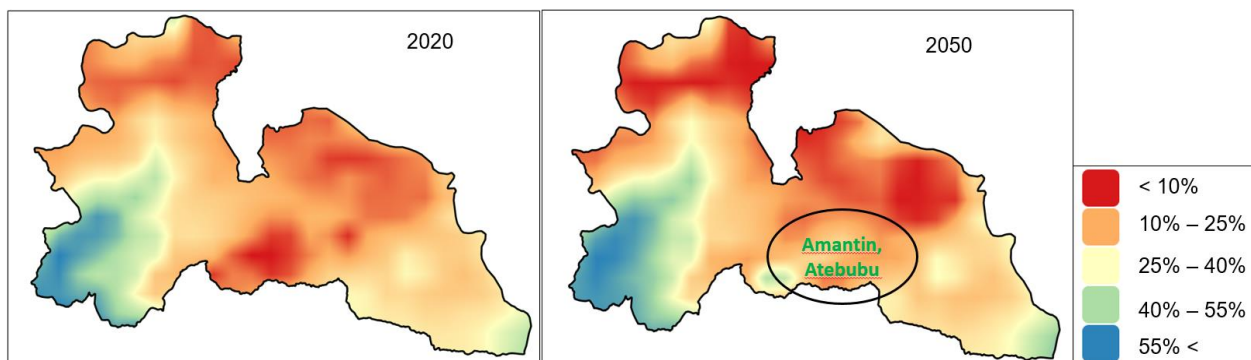 2020
2050
Amantin,
Atebubu
< 10%
10% – 25%
25% – 40%
40% – 55%
55% <